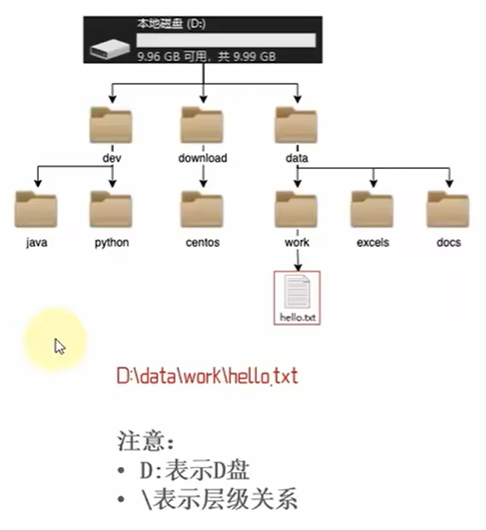 本地磁盘 (D:)
9.96 GB 可用，共 9.99 GB
dev download data
java python centos work excels docs
hello.txt
D:\data\work\hello.txt
注意：
• D:表示D盘
• \表示层级关系